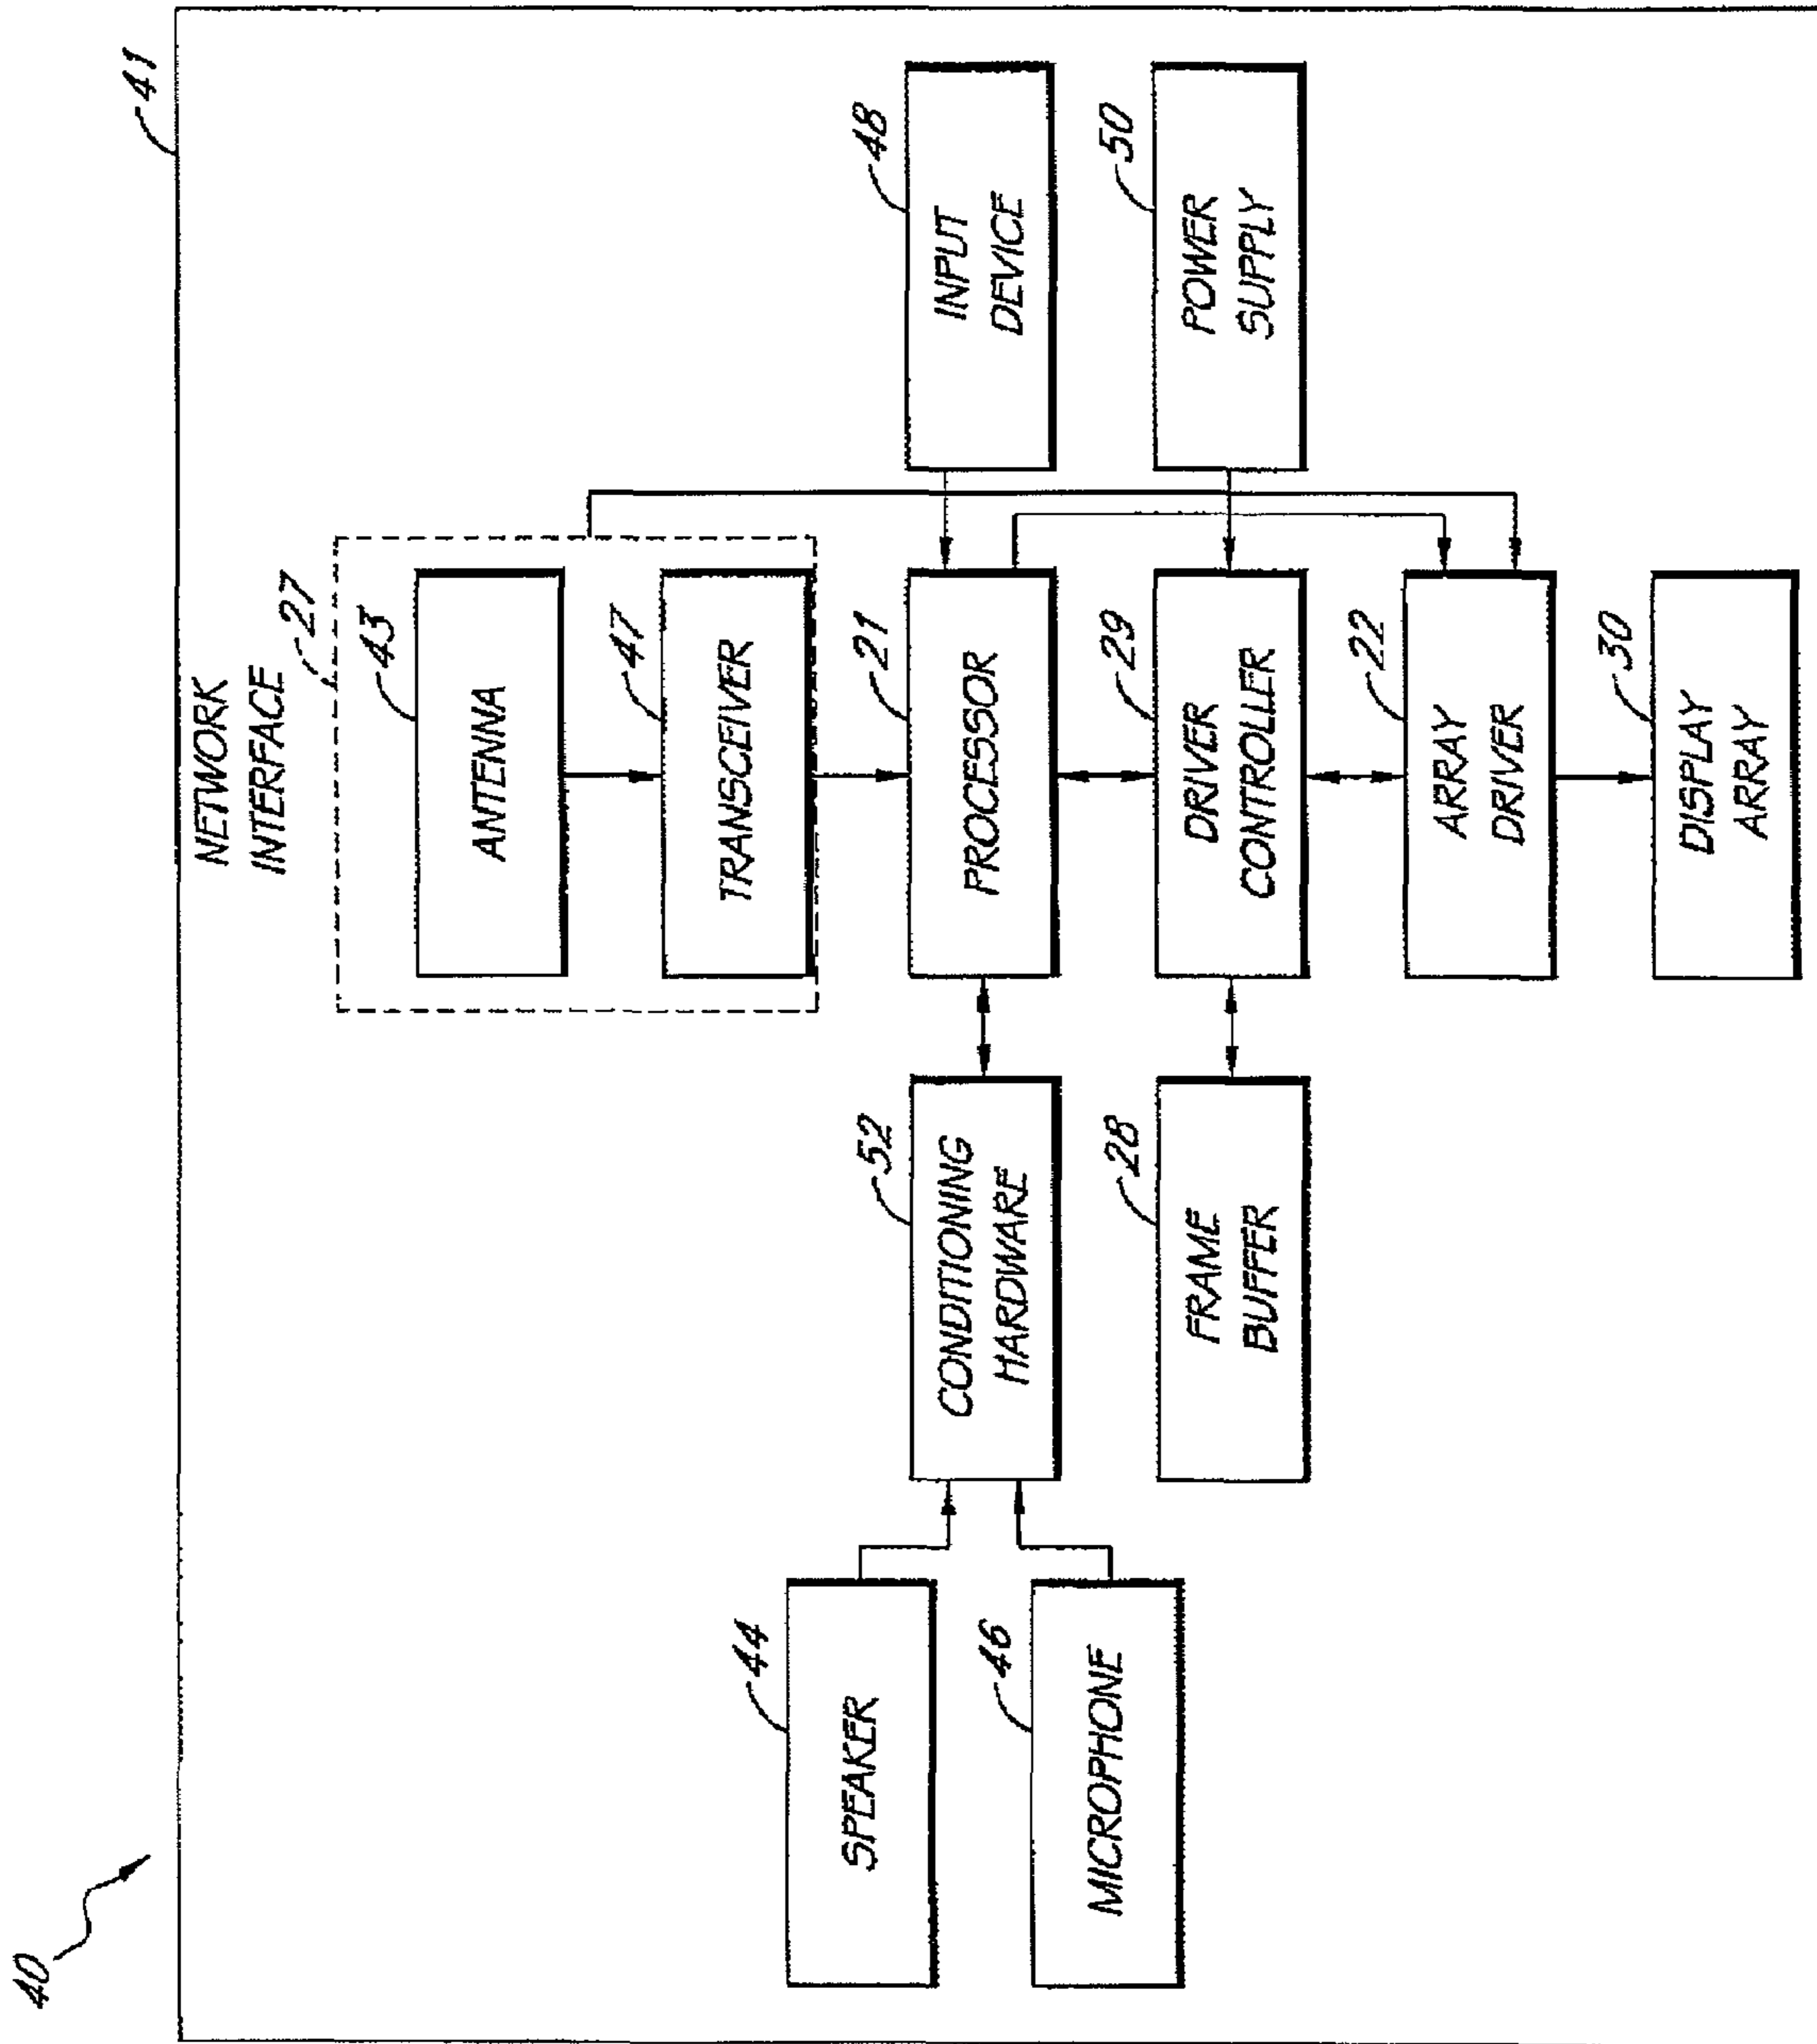 40
41
NETWORK
INTERFACE
27
43
ANTENNA
47
TRANSCEIVER
44
SPEAKER
52
CONDITIONING
HARDWARE
21
PROCESSOR
48
INPUT
DEVICE
46
MICROPHONE
28
FRAME
BUFFER
29
DRIVER
CONTROLLER
50
POWER
SUPPLY
22
ARRAY
DRIVER
30
DISPLAY
ARRAY